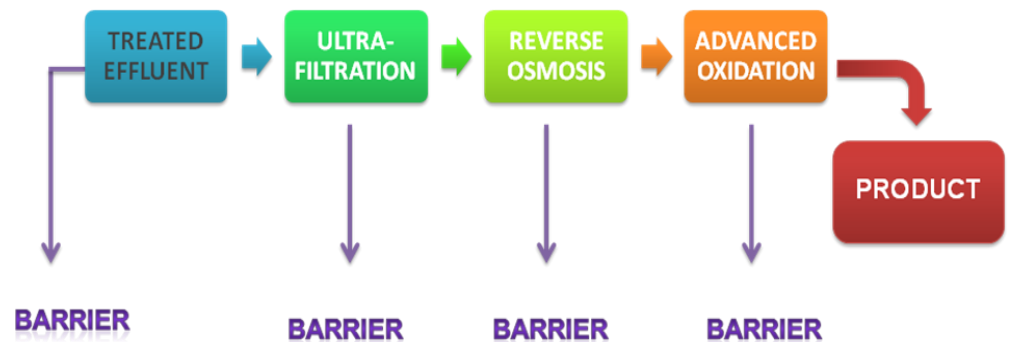 TREATED
EFFLUENT
ULTRA-
FILTRATION
REVERSE
OSMOSIS
ADVANCED
OXIDATION
PRODUCT
BARRIER
BARRIER
BARRIER
BARRIER